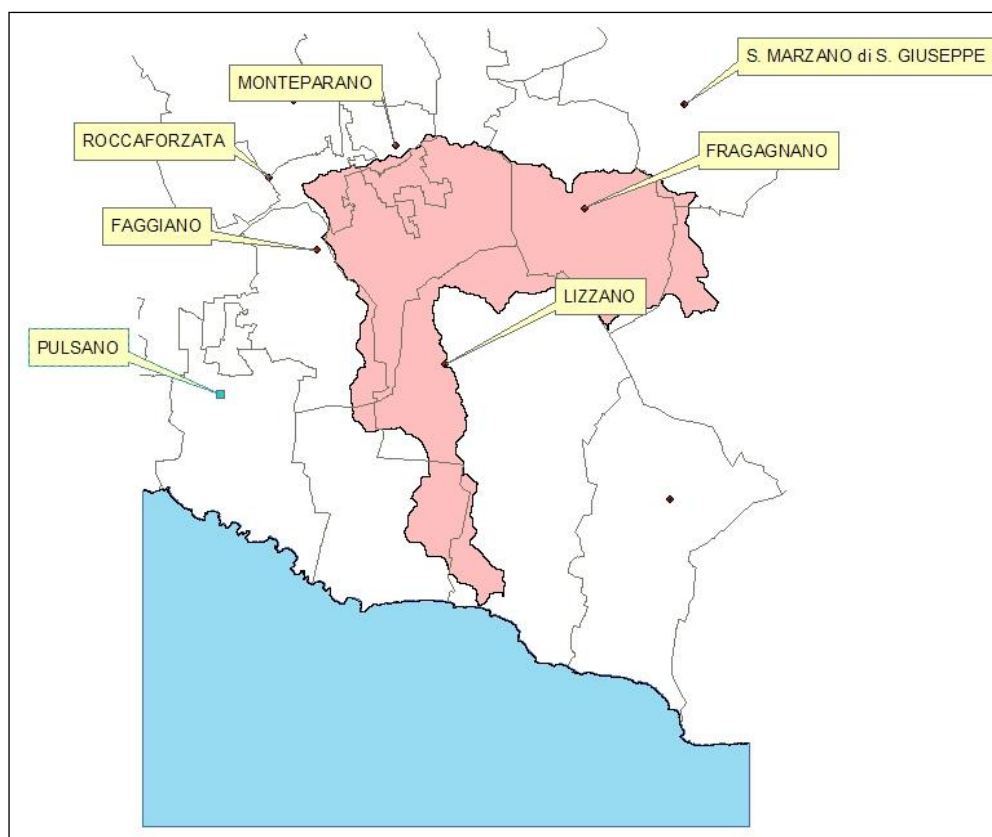 S. MARZANO di S. GIUSEPPE
MONTEPARANO
ROCCAFORZATA
FRAGAGNANO
FAGGIANO
LIZZANO
PULSANO